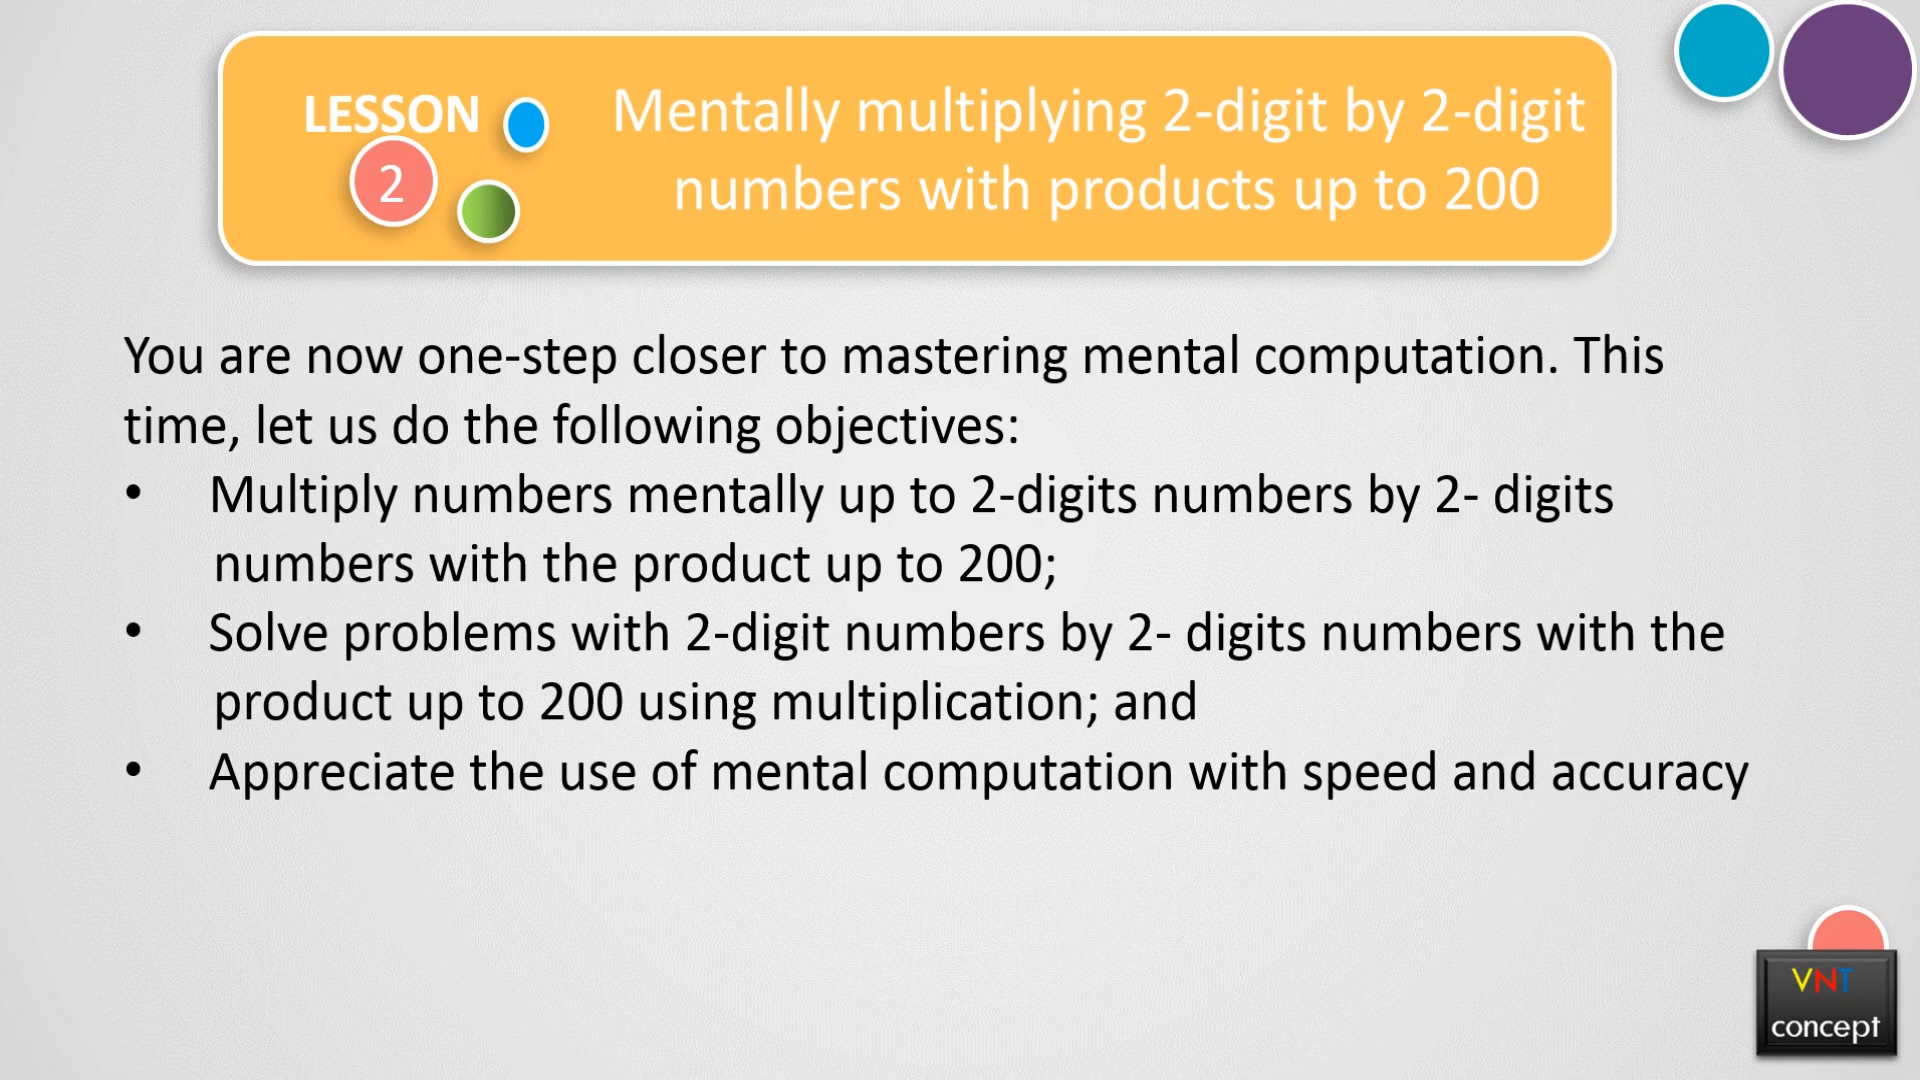 LESSON
2
Mentally multiplying 2-digit by 2-digit
numbers with products up to 200
You are now one-step closer to mastering mental computation. This
time, let us do the following objectives:
• Multiply numbers mentally up to 2-digits numbers by 2- digits
numbers with the product up to 200;
• Solve problems with 2-digit numbers by 2- digits numbers with the
product up to 200 using multiplication; and
• Appreciate the use of mental computation with speed and accuracy
VNT
concept